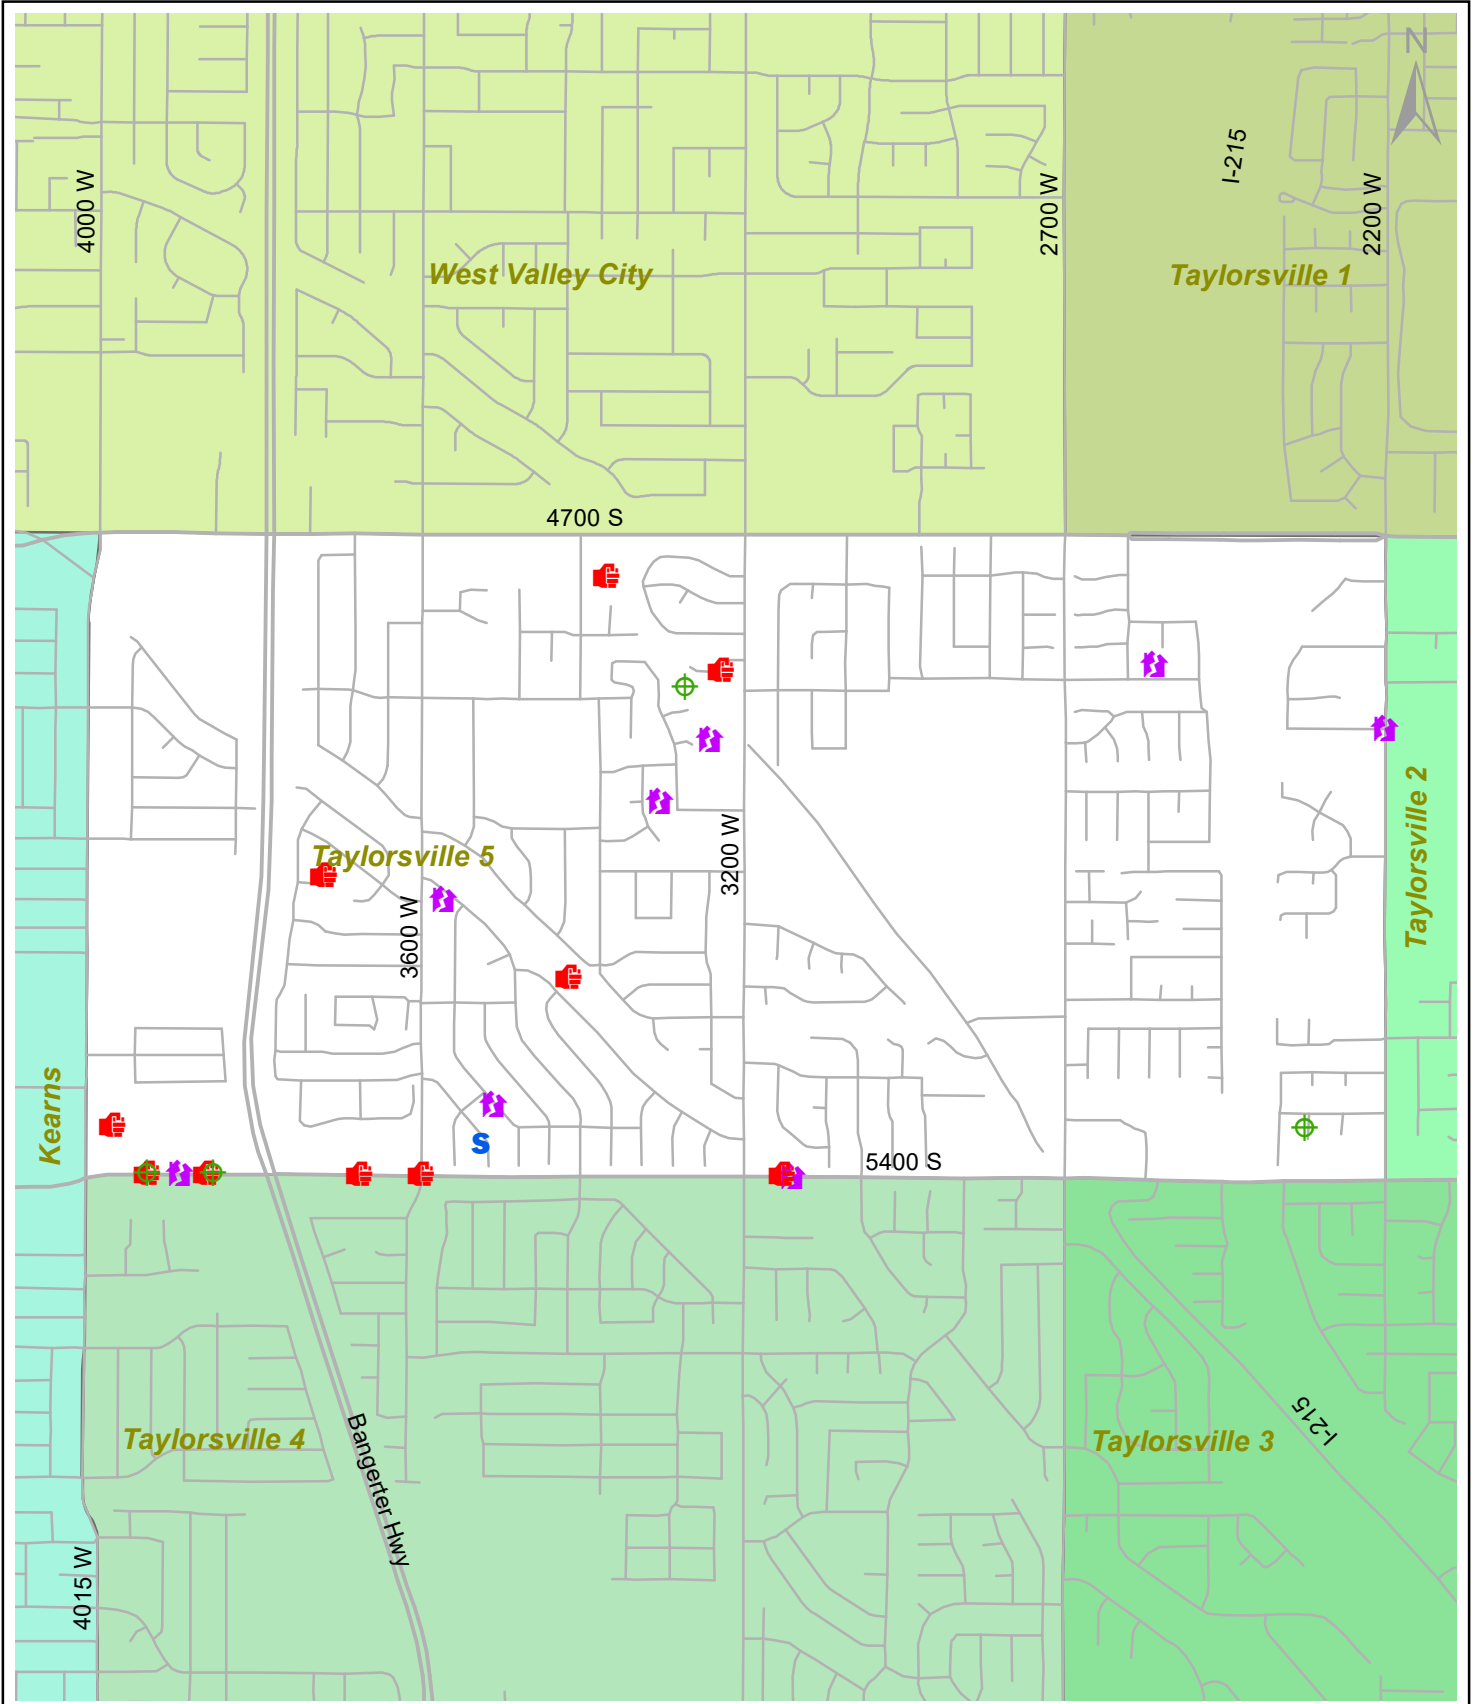 N
I-215
4000 W
2700 W
2200 W
West Valley City
Taylorsville 1
4700 S
Taylorsville 2
3200 W
Taylorsville 5
3600 W
Kearns
S
5400 S
Taylorsville 4
Bangerter Hwy
Taylorsville 3
I-215
4015 W